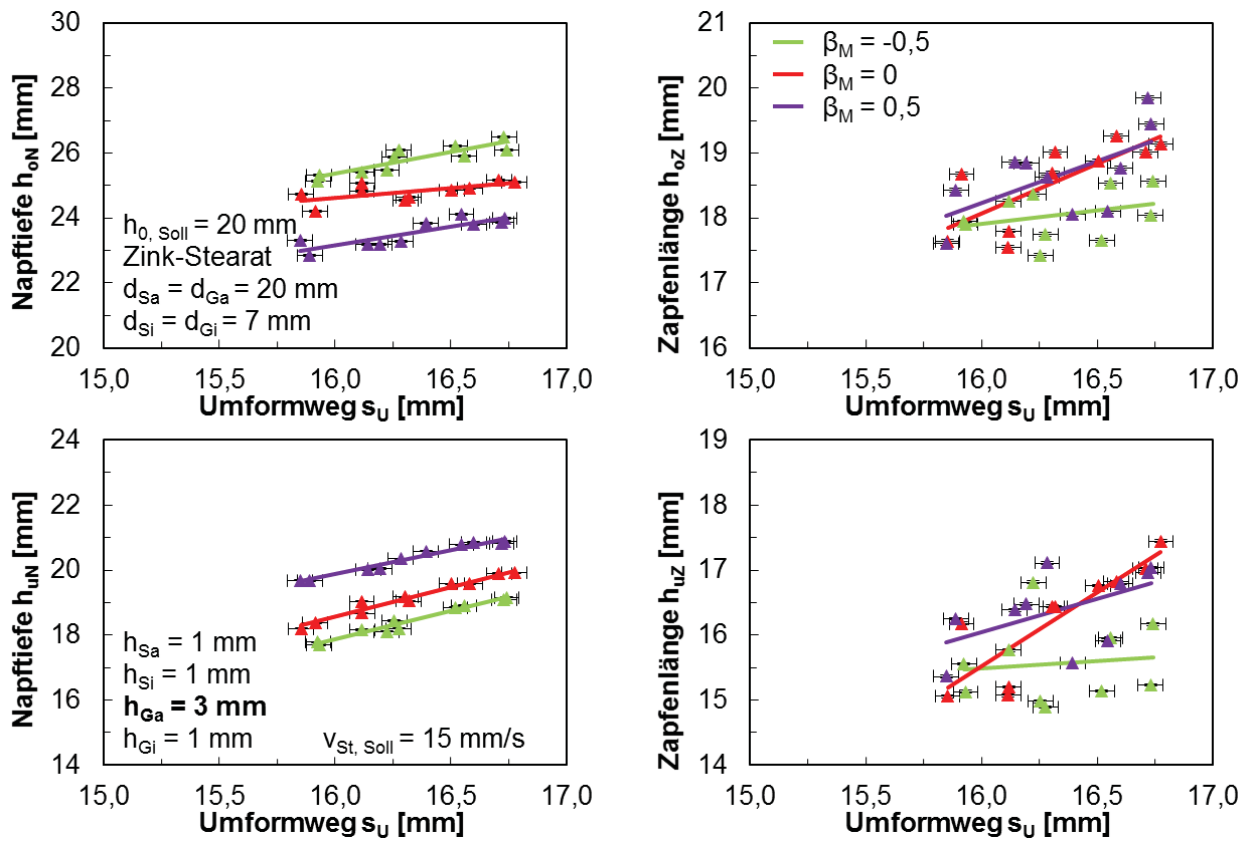 30
28
26
24
22
20
Napftiefe h_oN [mm]
h_0, Soll = 20 mm
Zink-Stearat
d_Sa = d_Ga = 20 mm
d_Si = d_Gi = 7 mm
15,0 15,5 16,0 16,5 17,0
Umformweg s_U [mm]
21
20
19
18
17
16
Zapfenlänge h_oZ [mm]
β_M = -0,5
β_M = 0
β_M = 0,5
15,0 15,5 16,0 16,5 17,0
Umformweg s_U [mm]
24
22
20
18
16
14
Napftiefe h_uN [mm]
h_Sa = 1 mm
h_Si = 1 mm
h_Ga = 3 mm
h_Gi = 1 mm v_St, Soll = 15 mm/s
15,0 15,5 16,0 16,5 17,0
Umformweg s_U [mm]
19
18
17
16
15
14
Zapfenlänge h_uZ [mm]
15,0 15,5 16,0 16,5 17,0
Umformweg s_U [mm]